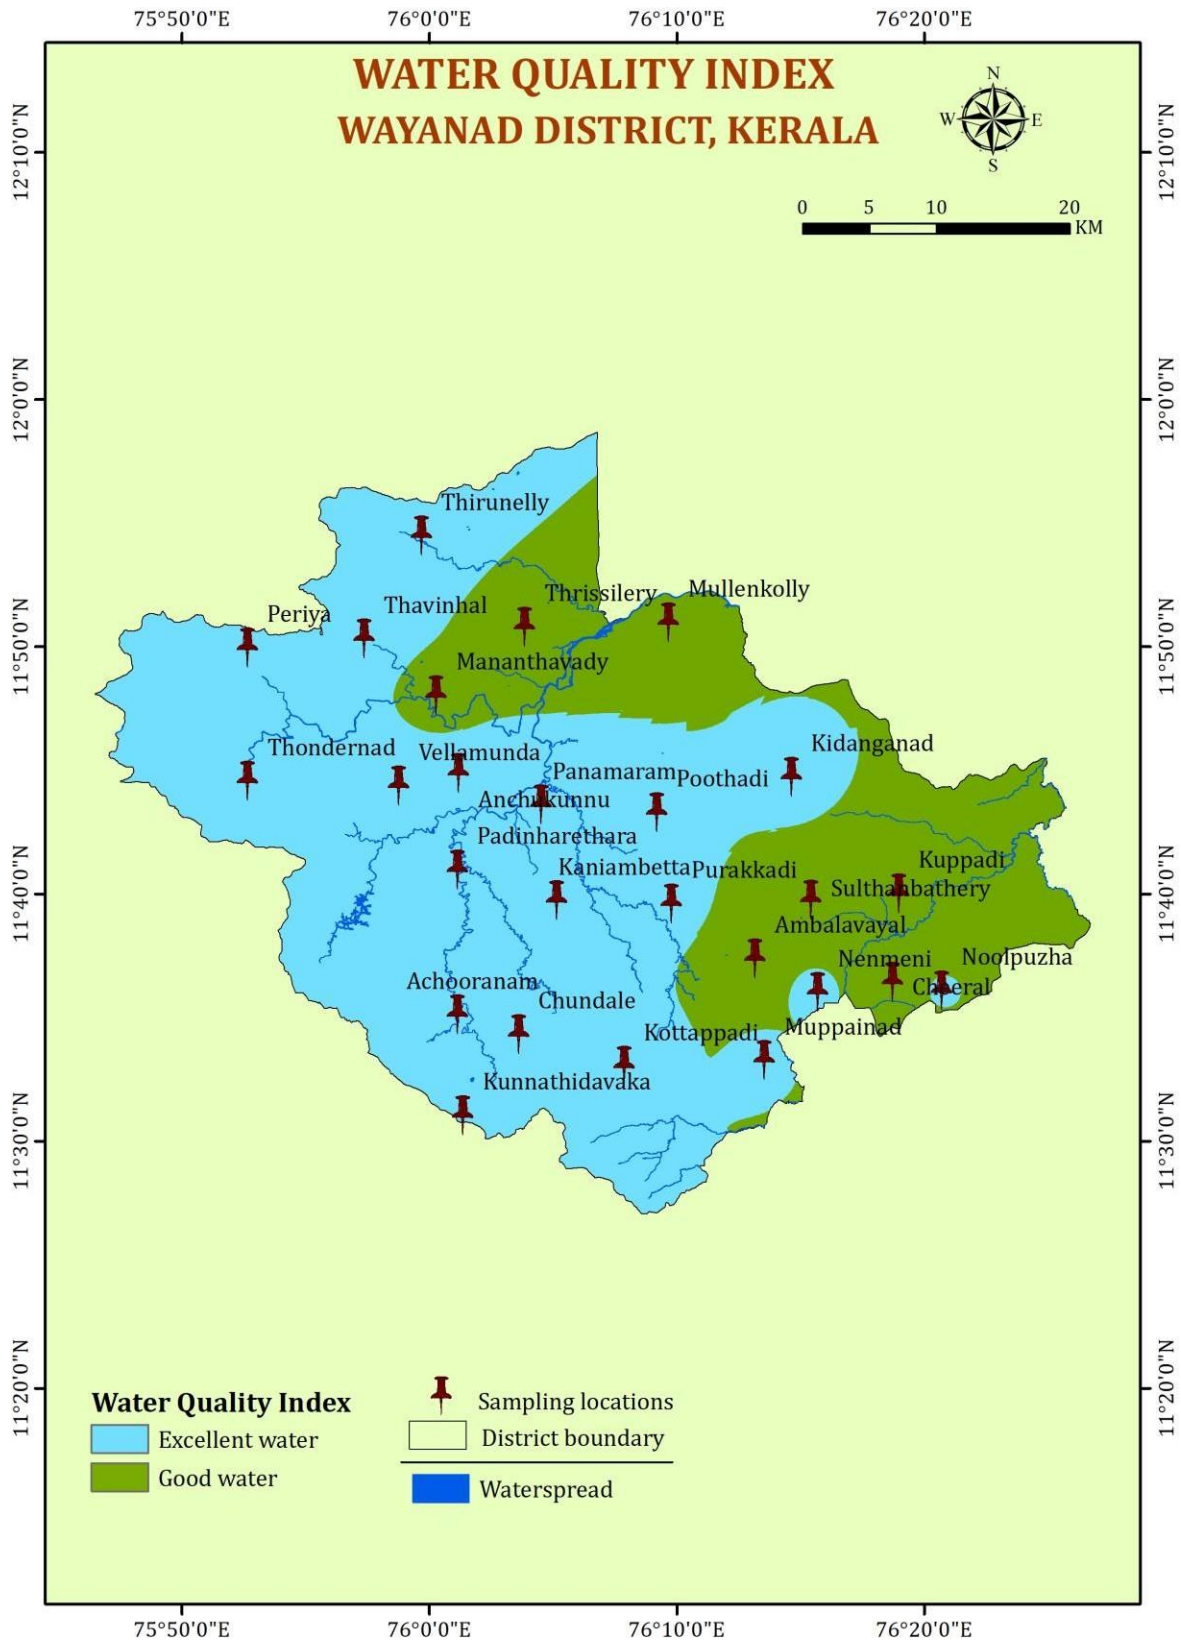 75°50'0"E 76°0'0"E 76°10'0"E 76°20'0"E
WATER QUALITY INDEX
WAYANAD DISTRICT, KERALA
N
W E
S
0 5 10 20
KM
12°10'0"N 12°10'0"N
12°0'0"N 12°0'0"N
11°50'0"N 11°50'0"N
11°40'0"N 11°40'0"N
11°30'0"N 11°30'0"N
11°20'0"N 11°20'0"N
Thirunelly
Thrissilery
Mullenkolly
Periya
Thavinhal
Mananthavady
Thondernad
Vellamunda
Kidanganad
Panamaram
Poothadi
Anchukunnu
Padinharethara
Kaniambetta
Purakkadi
Kuppadi
Sulthanbathery
Ambalavayal
Nenmeni
Noolpuzha
Cheeral
Achooranam
Chundale
Kottappadi
Muppainad
Kunnathidavaka
Water Quality Index
Excellent water
Good water
Sampling locations
District boundary
Waterspread
75°50'0"E 76°0'0"E 76°10'0"E 76°20'0"E